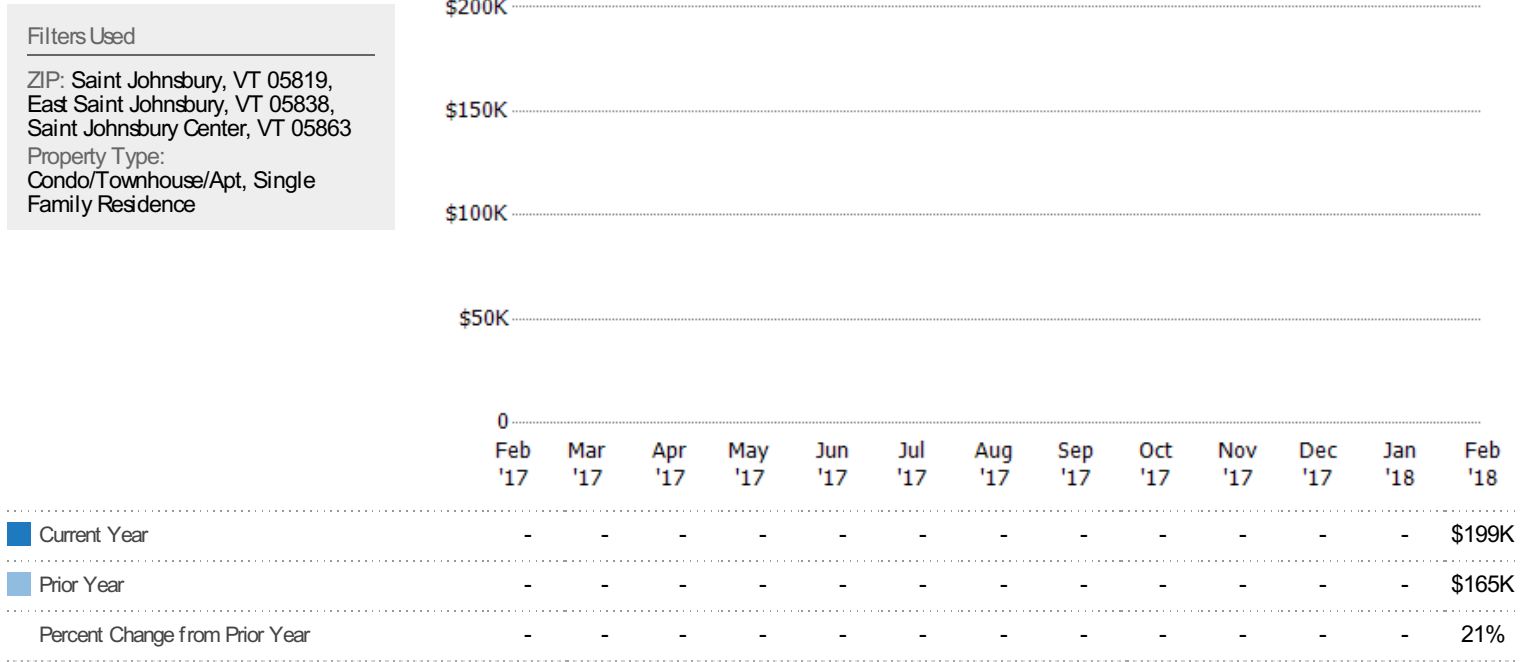 Filters Used
ZIP: Saint Johnsbury, VT 05819,
East Saint Johnsbury, VT 05838,
Saint Johnsbury Center, VT 05863
Property Type:
Condo/Townhouse/Apt, Single
Family Residence
$200K
$150K
$100K
$50K
0
Feb Mar Apr May Jun Jul Aug Sep Oct Nov Dec Jan Feb
'17 '17 '17 '17 '17 '17 '17 '17 '17 '17 '17 '18 '18
Current Year - - - - - - - - - - - - $199K
Prior Year - - - - - - - - - - - - $165K
Percent Change from Prior Year - - - - - - - - - - - - 21%